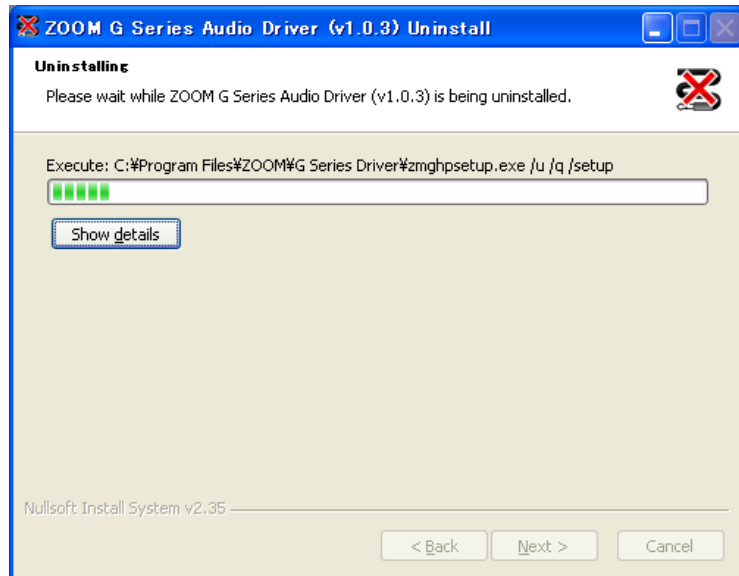 ZOOM G Series Audio Driver (v1.0.3) Uninstall
Uninstalling
Please wait while ZOOM G Series Audio Driver (v1.0.3) is being uninstalled.
Execute: C:¥Program Files¥ZOOM¥G Series Driver¥zmghpsetup.exe /u /q /setup
Show details
Nullsoft Install System v2.35
< Back
Next >
Cancel